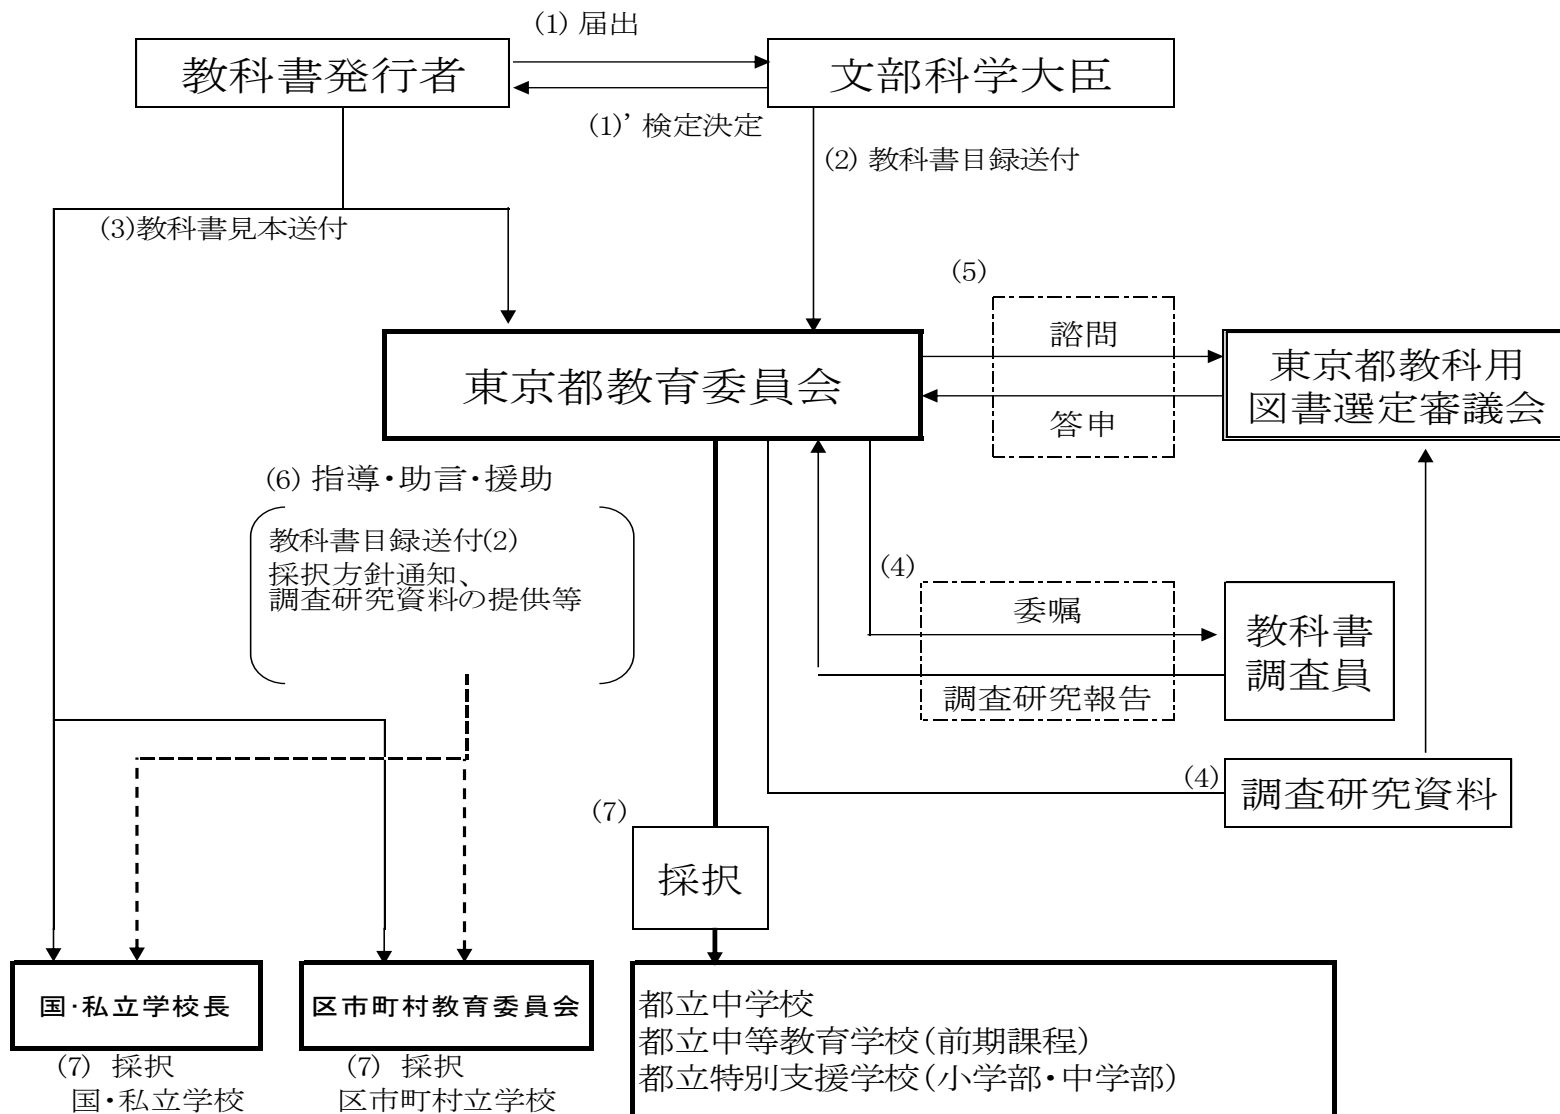 (1) 届出
教科書発行者
文部科学大臣
(1)’ 検定決定
(2) 教科書目録送付
(3)教科書見本送付
(5)
諮問
東京都教育委員会
東京都教科用
図書選定審議会
答申
(6) 指導・助言・援助
教科書目録送付(2)
採択方針通知、
調査研究資料の提供等
(4)
委嘱
教科書
調査員
調査研究報告
(4)
調査研究資料
(7)
採択
国・私立学校長
区市町村教育委員会
都立中学校
都立中等教育学校(前期課程)
都立特別支援学校(小学部・中学部)
(7) 採択
国・私立学校
(7) 採択
区市町村立学校